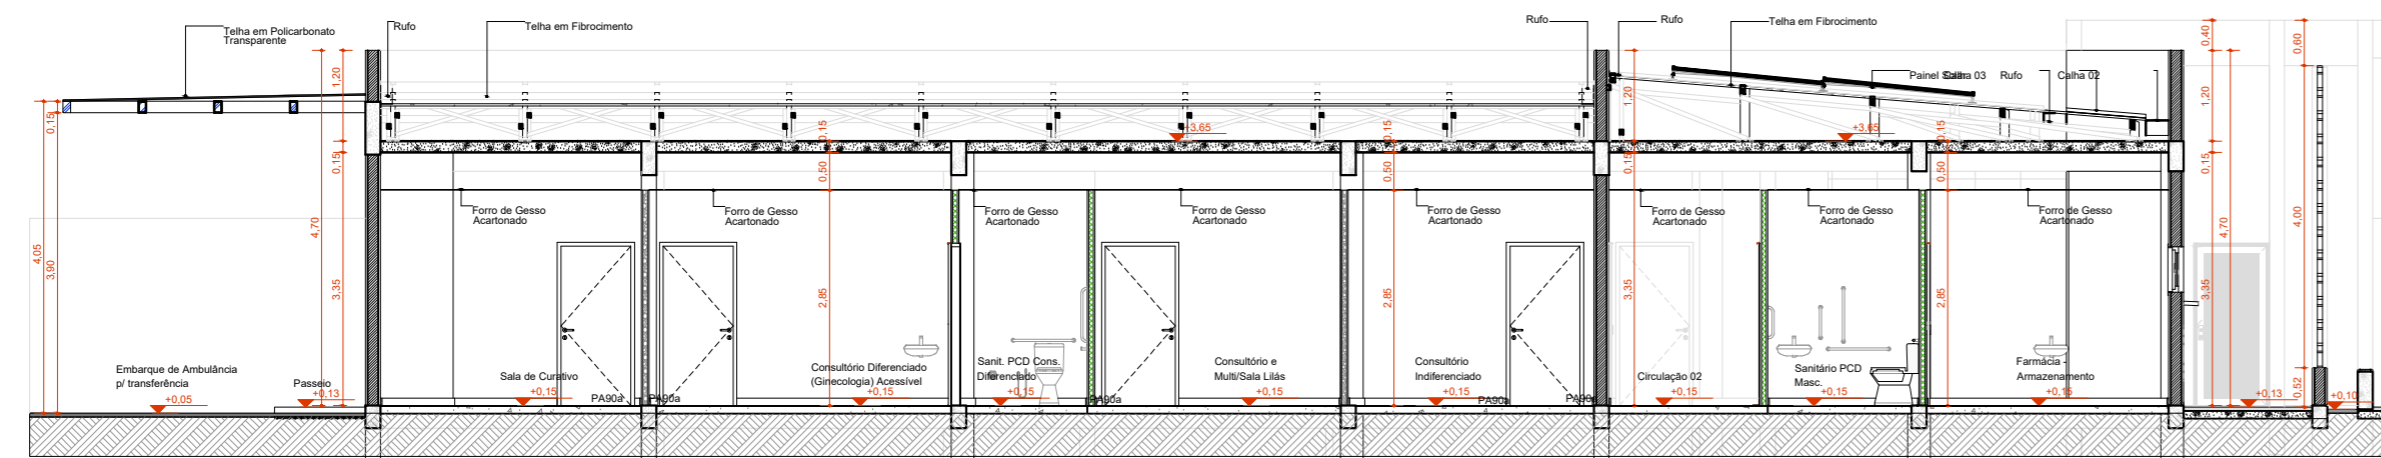 Telha em Policarbonato
Transparente
Rufo
Telha em Fibrocimento
Rufo
Rufo
Telha em Fibrocimento
Painel Solar
Calha 03
Rufo
Calha 02
0,40
0,60
1,20
1,20
1,20
0,15
0,15
0,15
0,15
0,15
0,15
0,15
0,15
+3,65
+3,65
0,50
0,50
0,50
4,70
4,05
3,90
3,35
2,85
2,85
3,35
2,85
3,35
4,70
4,00
0,52
Forro de Gesso
Acartonado
Forro de Gesso
Acartonado
Forro de Gesso
Acartonado
Forro de Gesso
Acartonado
Forro de Gesso
Acartonado
Forro de Gesso
Acartonado
Forro de Gesso
Acartonado
Forro de Gesso
Acartonado
Embarque de Ambulância
p/ transferência
+0,05
Passeio
+0,13
Sala de Curativo
+0,15
PA90a
PA90a
Consultório Diferenciado
(Ginecologia) Acessível
+0,15
Sanit. PCD Cons.
Diferenciado
+0,15
PA90a
Consultório e
Multi/Sala Lilás
+0,15
Consultório
Indiferenciado
+0,15
PA90a
PA90a
Circulação 02
+0,15
Sanitário PCD
Masc.
+0,15
Farmácia -
Armazenamento
+0,15
+0,13
+0,10